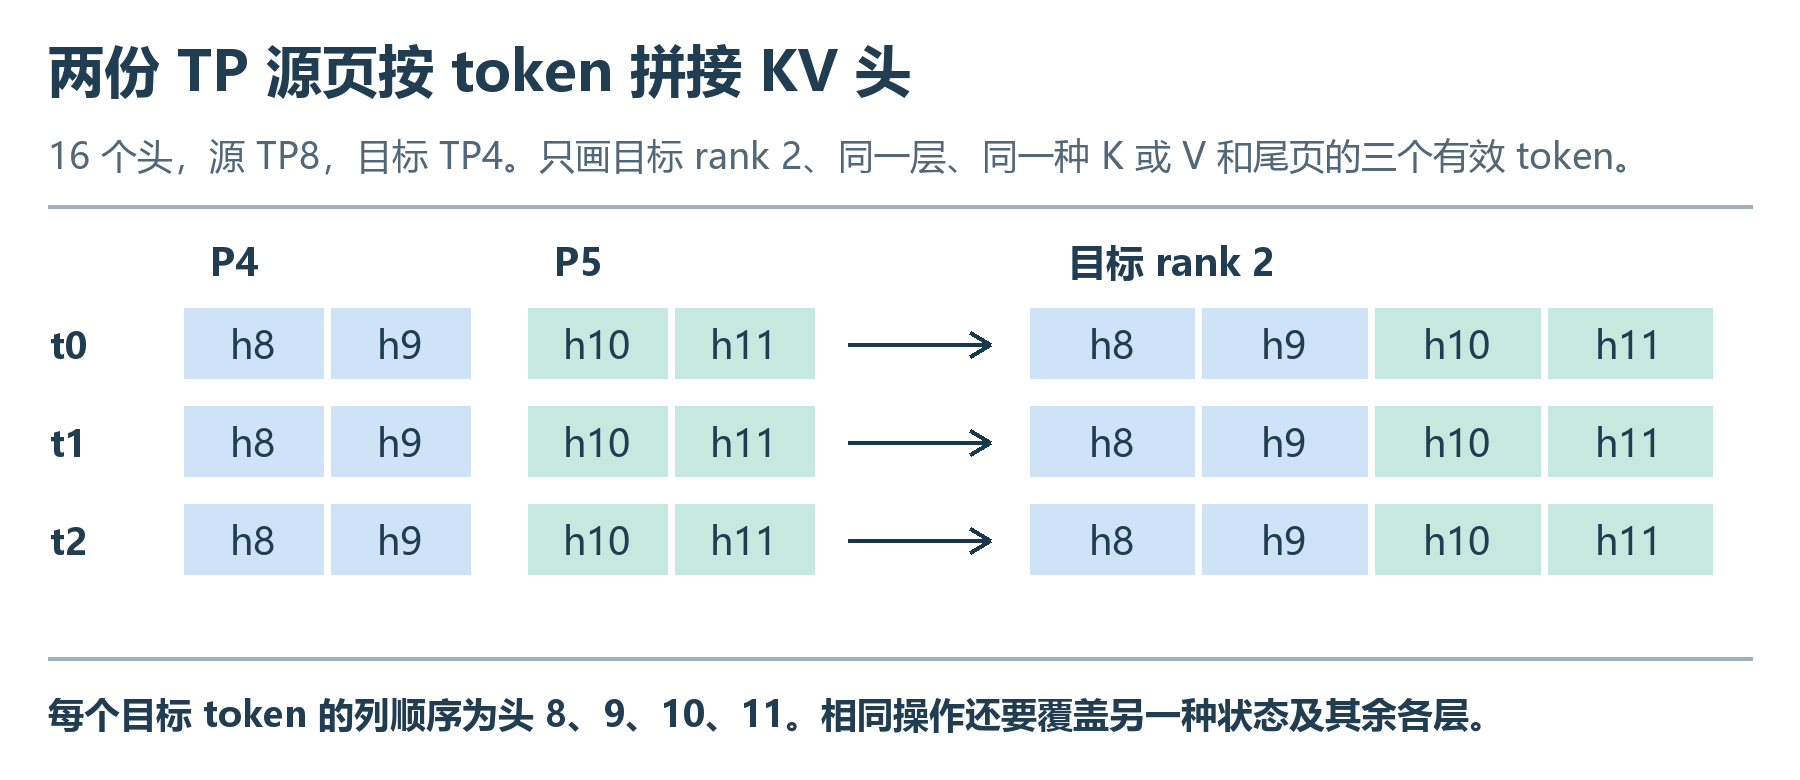 两份 TP 源页按 token 拼接 KV 头
16 个头，源 TP8，目标 TP4。只画目标 rank 2、同一层、同一种 K 或 V 和尾页的三个有效 token。
P4 P5 目标 rank 2
t0 h8 h9 h10 h11 h8 h9 h10 h11
t1 h8 h9 h10 h11 h8 h9 h10 h11
t2 h8 h9 h10 h11 h8 h9 h10 h11
每个目标 token 的列顺序为头 8、9、10、11。相同操作还要覆盖另一种状态及其余各层。